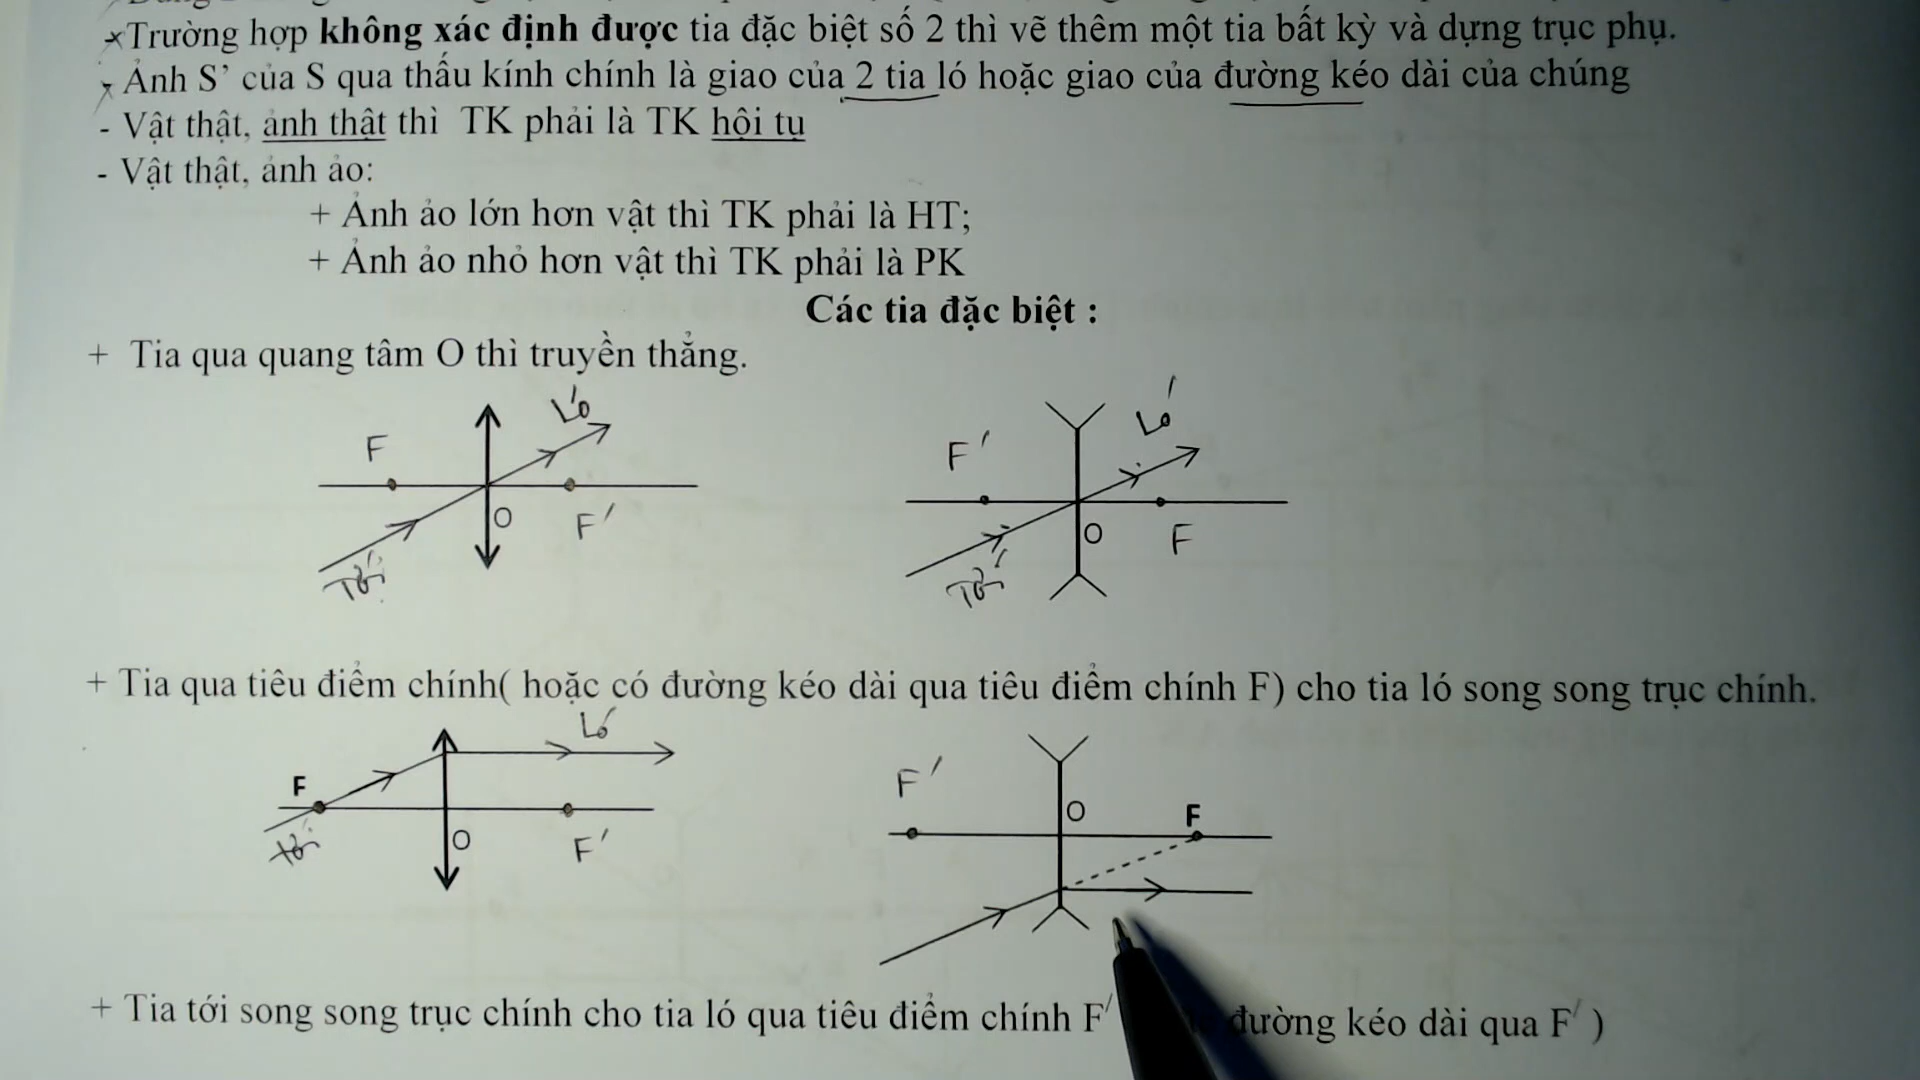 ×Trường hợp không xác định được tia đặc biệt số 2 thì vẽ thêm một tia bất kỳ và dựng trục phụ.
× Ảnh S’ của S qua thấu kính chính là giao của 2 tia ló hoặc giao của đường kéo dài của chúng
- Vật thật, ảnh thật thì TK phải là TK hội tụ
- Vật thật, ảnh ảo:
+ Ảnh ảo lớn hơn vật thì TK phải là HT;
+ Ảnh ảo nhỏ hơn vật thì TK phải là PK
Các tia đặc biệt :
+ Tia qua quang tâm O thì truyền thẳng.
F Ló O F' Tới
F' Ló O F Tới
+ Tia qua tiêu điểm chính( hoặc có đường kéo dài qua tiêu điểm chính F) cho tia ló song song trục chính.
F Ló tới O F'
F' O F
+ Tia tới song song trục chính cho tia ló qua tiêu điểm chính F' đường kéo dài qua F' )